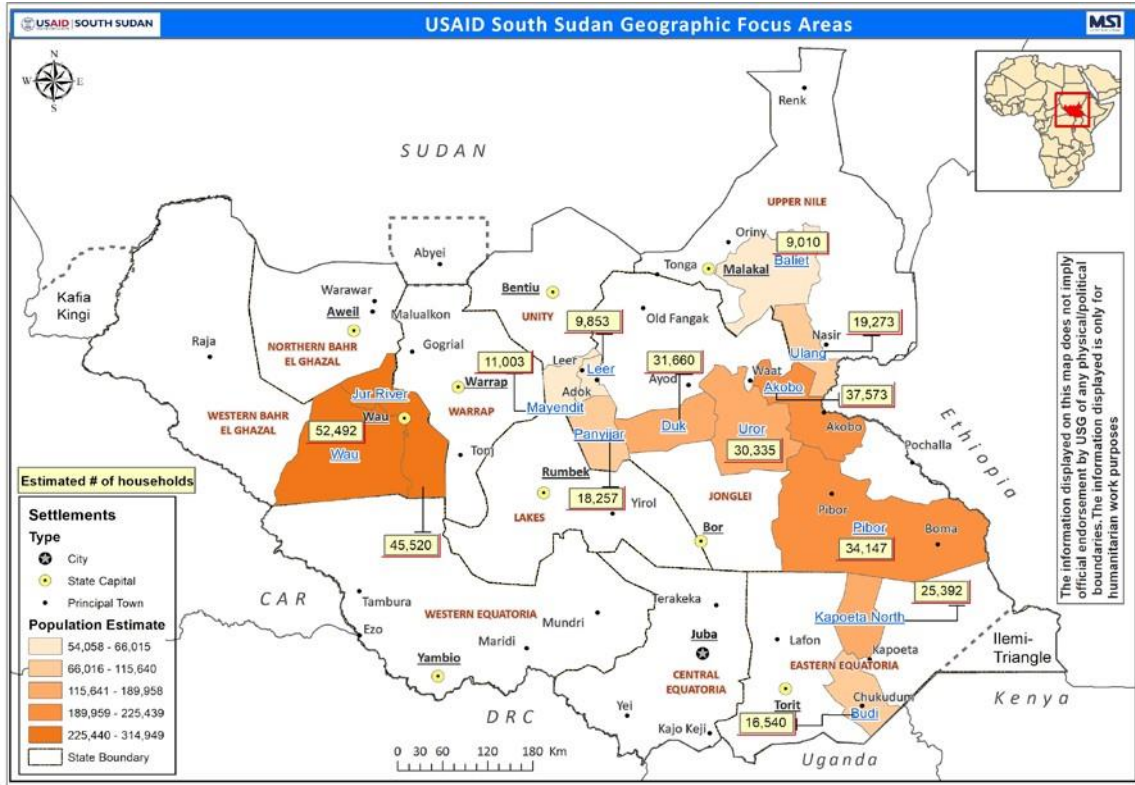 USAID | SOUTH SUDAN
USAID South Sudan Geographic Focus Areas
MSI
N
W E
S
SUDAN
Renk
UPPER NILE
Oriny
9,010
Baliet
Tonga
Malakal
Abyei
Kafia
Kingi
Warawar
Aweil
Malualkon
Bentiu
UNITY
Old Fangak
Nasir
19,273
Raja
NORTHERN BAHR
EL GHAZAL
Gogrial
9,853
11,003
Leer
Leer
31,660
Waat
Ulang
Ayod
Akobo
37,573
Jur River
Warrap
WARRAP
Adok
Mayendit
WESTERN BAHR
EL GHAZAL
Wau
52,492
Wau
Panyijar
Duk
Uror
30,335
Akobo
Pochalla
Ethiopia
Tonj
Rumbek
18,257
Yirol
LAKES
JONGLEI
Bor
Pibor
Pibor
34,147
Boma
45,520
25,392
Kapoeta North
CAR
Tambura
Ezo
WESTERN EQUATORIA
Mundri
Maridi
Yambio
Terakeka
Juba
CENTRAL
EQUATORIA
Lafon
Kapoeta
EASTERN EQUATORIA
Ilemi-
Triangle
Chukudum
Budi
Torit
16,540
DRC
Yei
Kajo Keji
Uganda
Kenya
0 30 60 120 180 Km
Estimated # of households
Settlements
Type
City
State Capital
Principal Town
Population Estimate
54,058 - 66,015
66,016 - 115,640
115,641 - 189,958
189,959 - 225,439
225,440 - 314,949
State Boundary
The information displayed on this map does not imply
official endorsement by USG of any physical/political
boundaries.The information displayed is only for
humanitarian work purposes